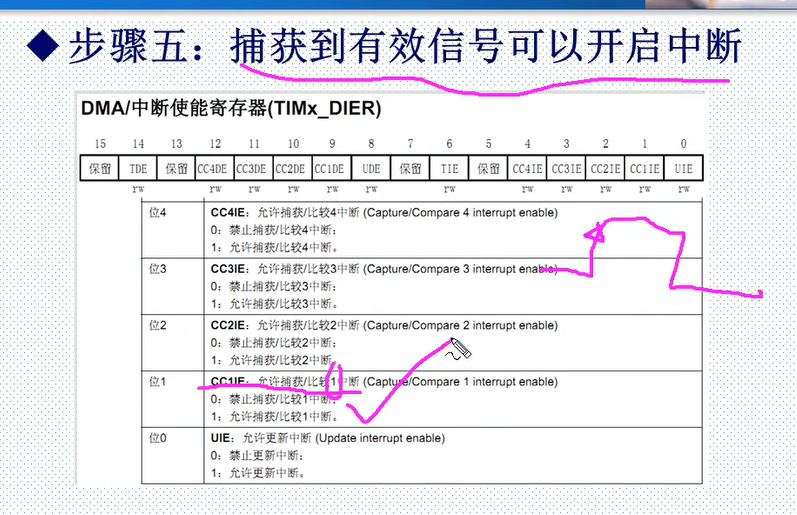 ◆步骤五：捕获到有效信号可以开启中断
DMA/中断使能寄存器(TIMx_DIER)
15 14 13 12 11 10 9 8 7 6 5 4 3 2 1 0
保留 TDE 保留 CC4DE CC3DE CC2DE CC1DE UDE 保留 TIE 保留 CC4IE CC3IE CC2IE CC1IE UIE
rw rw rw rw rw rw rw rw rw rw rw rw
位4 CC4IE：允许捕获/比较4中断 (Capture/Compare 4 interrupt enable)
0：禁止捕获/比较4中断；
1：允许捕获/比较4中断。
位3 CC3IE：允许捕获/比较3中断 (Capture/Compare 3 interrupt enable)
0：禁止捕获/比较3中断；
1：允许捕获/比较3中断。
位2 CC2IE：允许捕获/比较2中断 (Capture/Compare 2 interrupt enable)
0：禁止捕获/比较2中断；
1：允许捕获/比较2中断。
位1 CC1IE：允许捕获/比较1中断 (Capture/Compare 1 interrupt enable)
0：禁止捕获/比较1中断；
1：允许捕获/比较1中断。
位0 UIE：允许更新中断 (Update interrupt enable)
0：禁止更新中断；
1：允许更新中断。